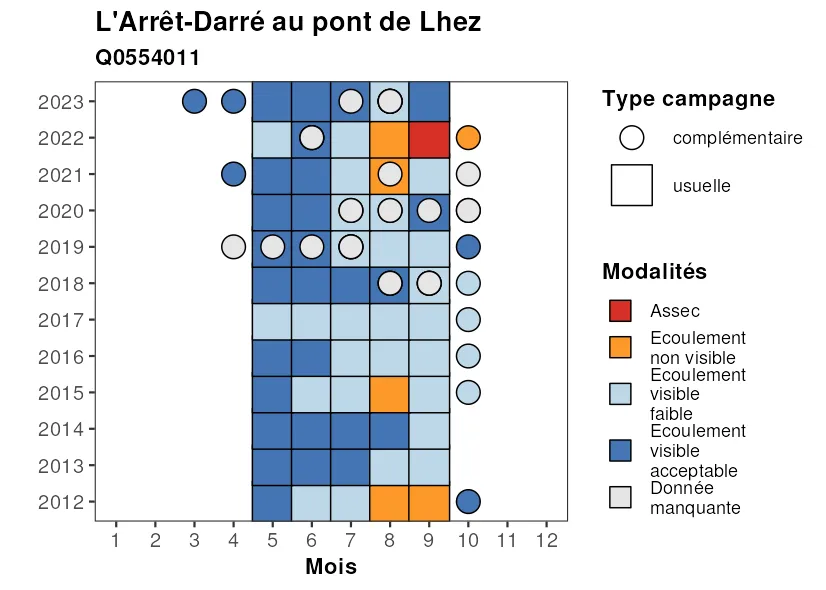 L'Arrêt-Darré au pont de Lhez
Q0554011
2023
2022
2021
2020
2019
2018
2017
2016
2015
2014
2013
2012
1 2 3 4 5 6 7 8 9 10 11 12
Mois
Type campagne
complémentaire
usuelle
Modalités
Assec
Ecoulement
non visible
Ecoulement
visible
faible
Ecoulement
visible
acceptable
Donnée
manquante